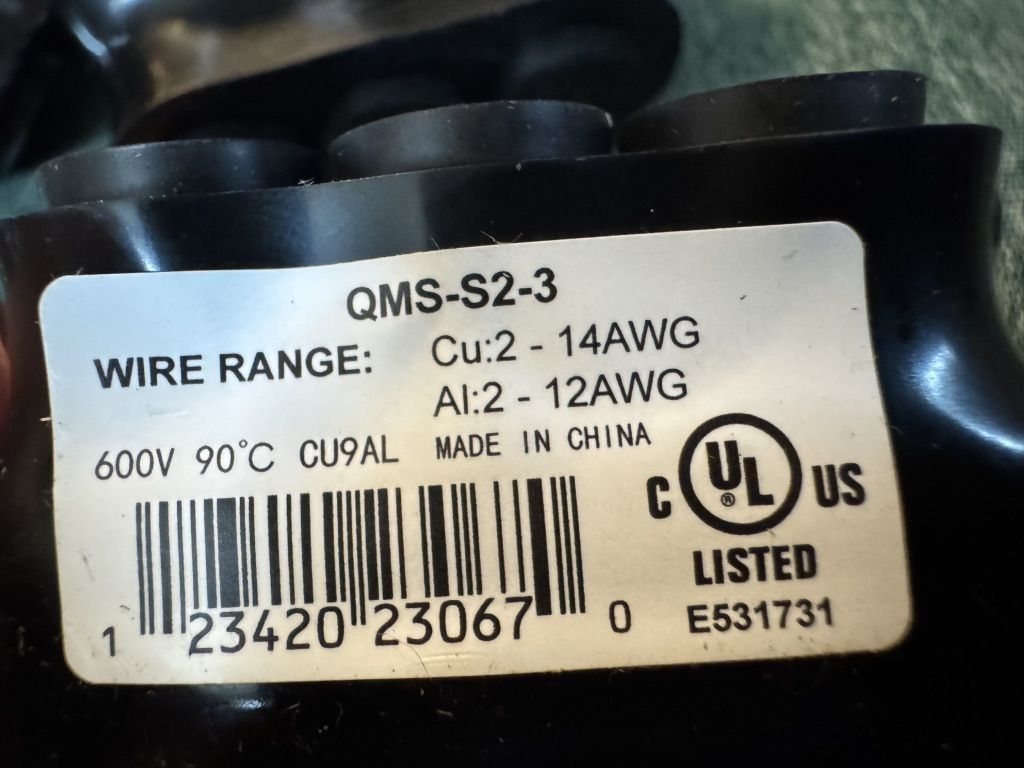 QMS-S2-3
WIRE RANGE: Cu:2 - 14AWG
Al:2 - 12AWG
600V 90°C CU9AL MADE IN CHINA
C UL® US
LISTED
E531731
1 23420 23067 0